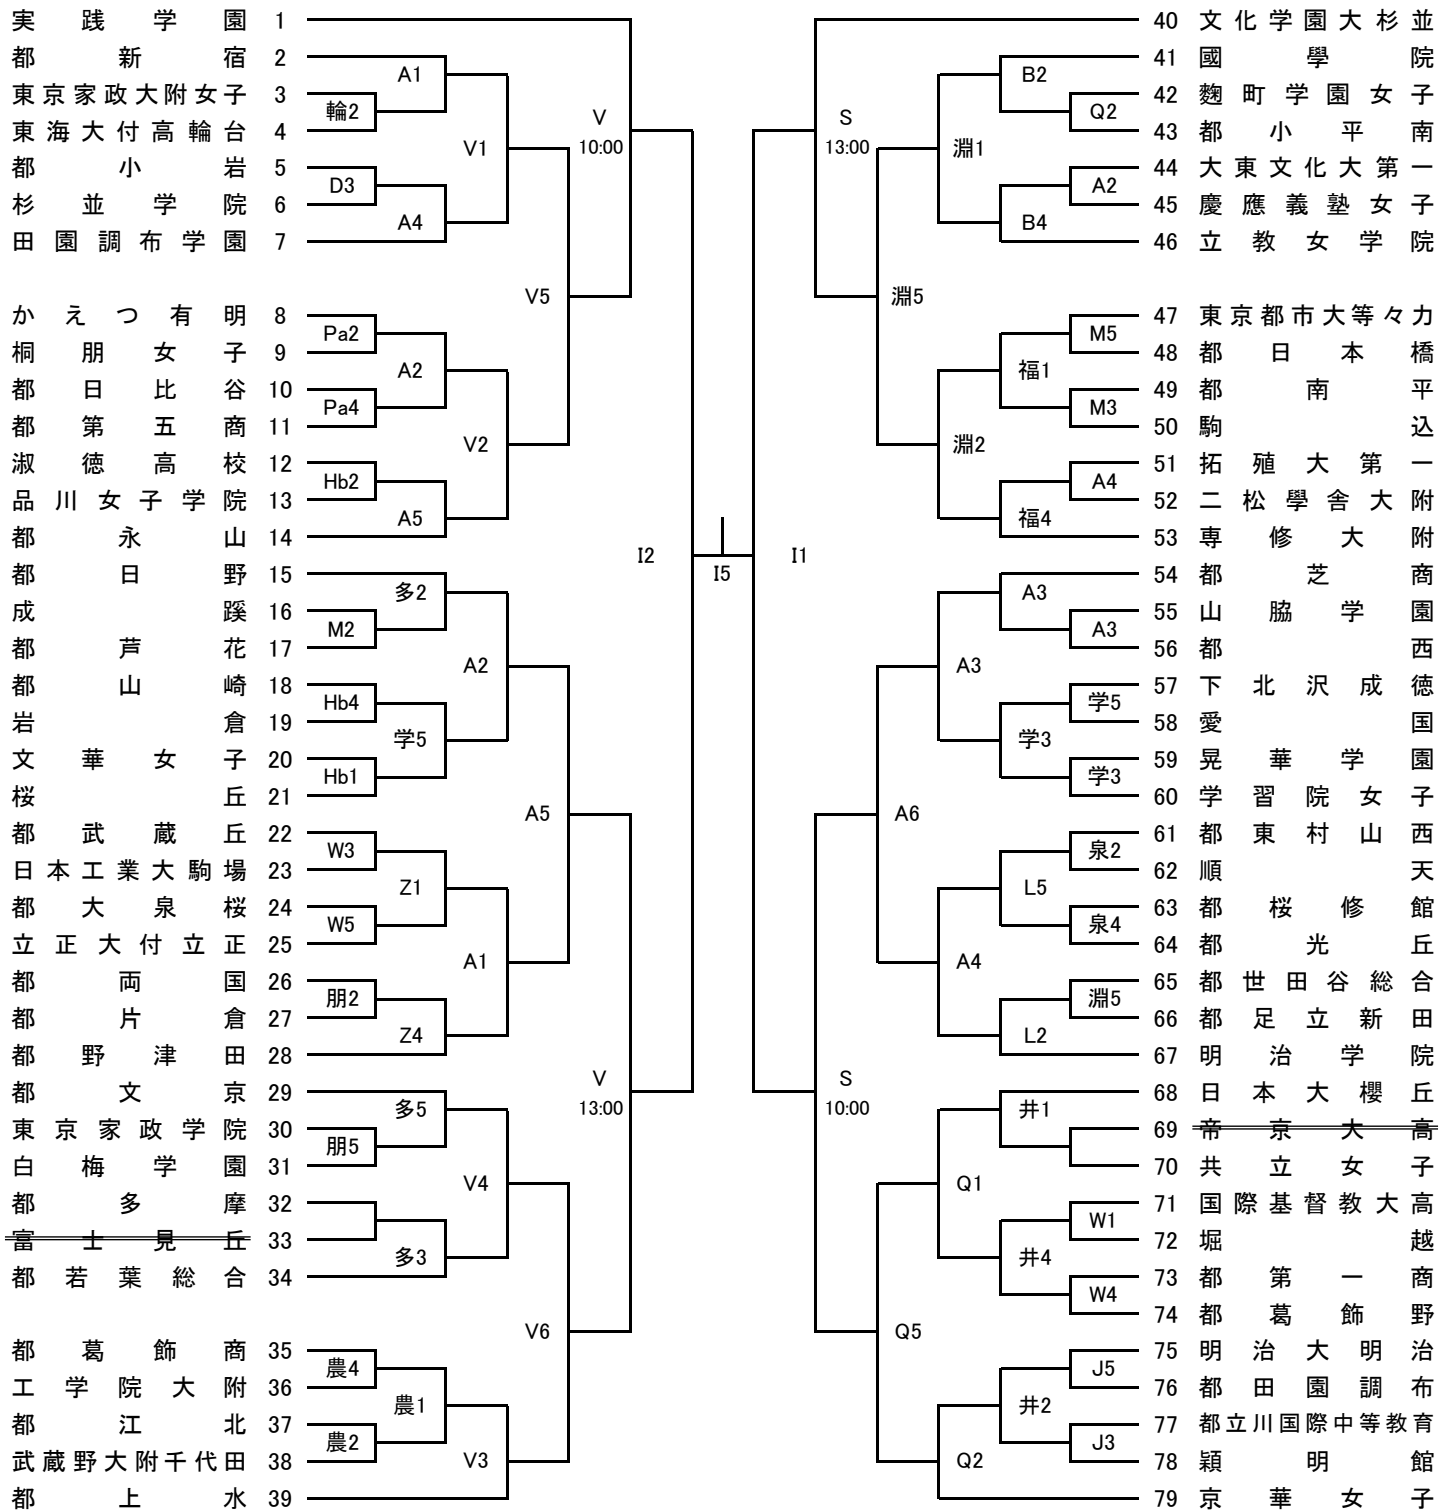 実践学園 1
都新宿 2
東京家政大附女子 3
東海大付高輪台 4
都小岩 5
杉並学院 6
田園調布学園 7
かえつ有明 8
桐朋女子 9
都日比谷 10
都第五商 11
淑徳高校 12
品川女子学院 13
都永山 14
都日野 15
成蹊 16
都芦花 17
都山崎 18
岩倉 19
文華女子 20
桜丘 21
都武蔵丘 22
日本工業大駒場 23
都大泉桜 24
立正大付立正 25
都両国 26
都片倉 27
都野津田 28
都文京 29
東京家政学院 30
白梅学園 31
都多摩 32
富士見丘 33
都若葉総合 34
都葛飾商 35
工学院大附 36
都江北 37
武蔵野大附千代田 38
都上水 39
輪2
D3
Pa2
Pa4
Hb2
M2
Hb4
Hb1
W3
W5
朋2
朋5
農4
農2
A1
A4
A2
A5
多2
学5
Z1
Z4
多5
多3
農1
V1
V2
A2
A1
V4
V3
V5
A5
V6
V
10:00
V
13:00
I2
I5
I1
S
13:00
S
10:00
淵5
A6
Q5
淵1
淵2
A3
A4
Q1
Q2
B2
B4
福1
福4
A3
学3
L5
L2
井1
井4
井2
Q2
A2
M5
M3
A4
A3
学5
学3
泉2
泉4
淵5
W1
W4
J5
J3
40 文化学園大杉並
41 國學院
42 麴町学園女子
43 都小平南
44 大東文化大第一
45 慶應義塾女子
46 立教女学院
47 東京都市大等々力
48 都日本橋
49 都南平
50 駒込
51 拓殖大第一
52 二松學舎大附
53 専修大附
54 都芝商
55 山脇学園
56 都西
57 下北沢成徳
58 愛国
59 晃華学園
60 学習院女子
61 都東村山西
62 順天
63 都桜修館
64 都光丘
65 都世田谷総合
66 都足立新田
67 明治学院
68 日本大櫻丘
69 帝京大高
70 共立女子
71 国際基督教大高
72 堀越
73 都第一商
74 都葛飾野
75 明治大明治
76 都田園調布
77 都立川国際中等教育
78 穎明館
79 京華女子